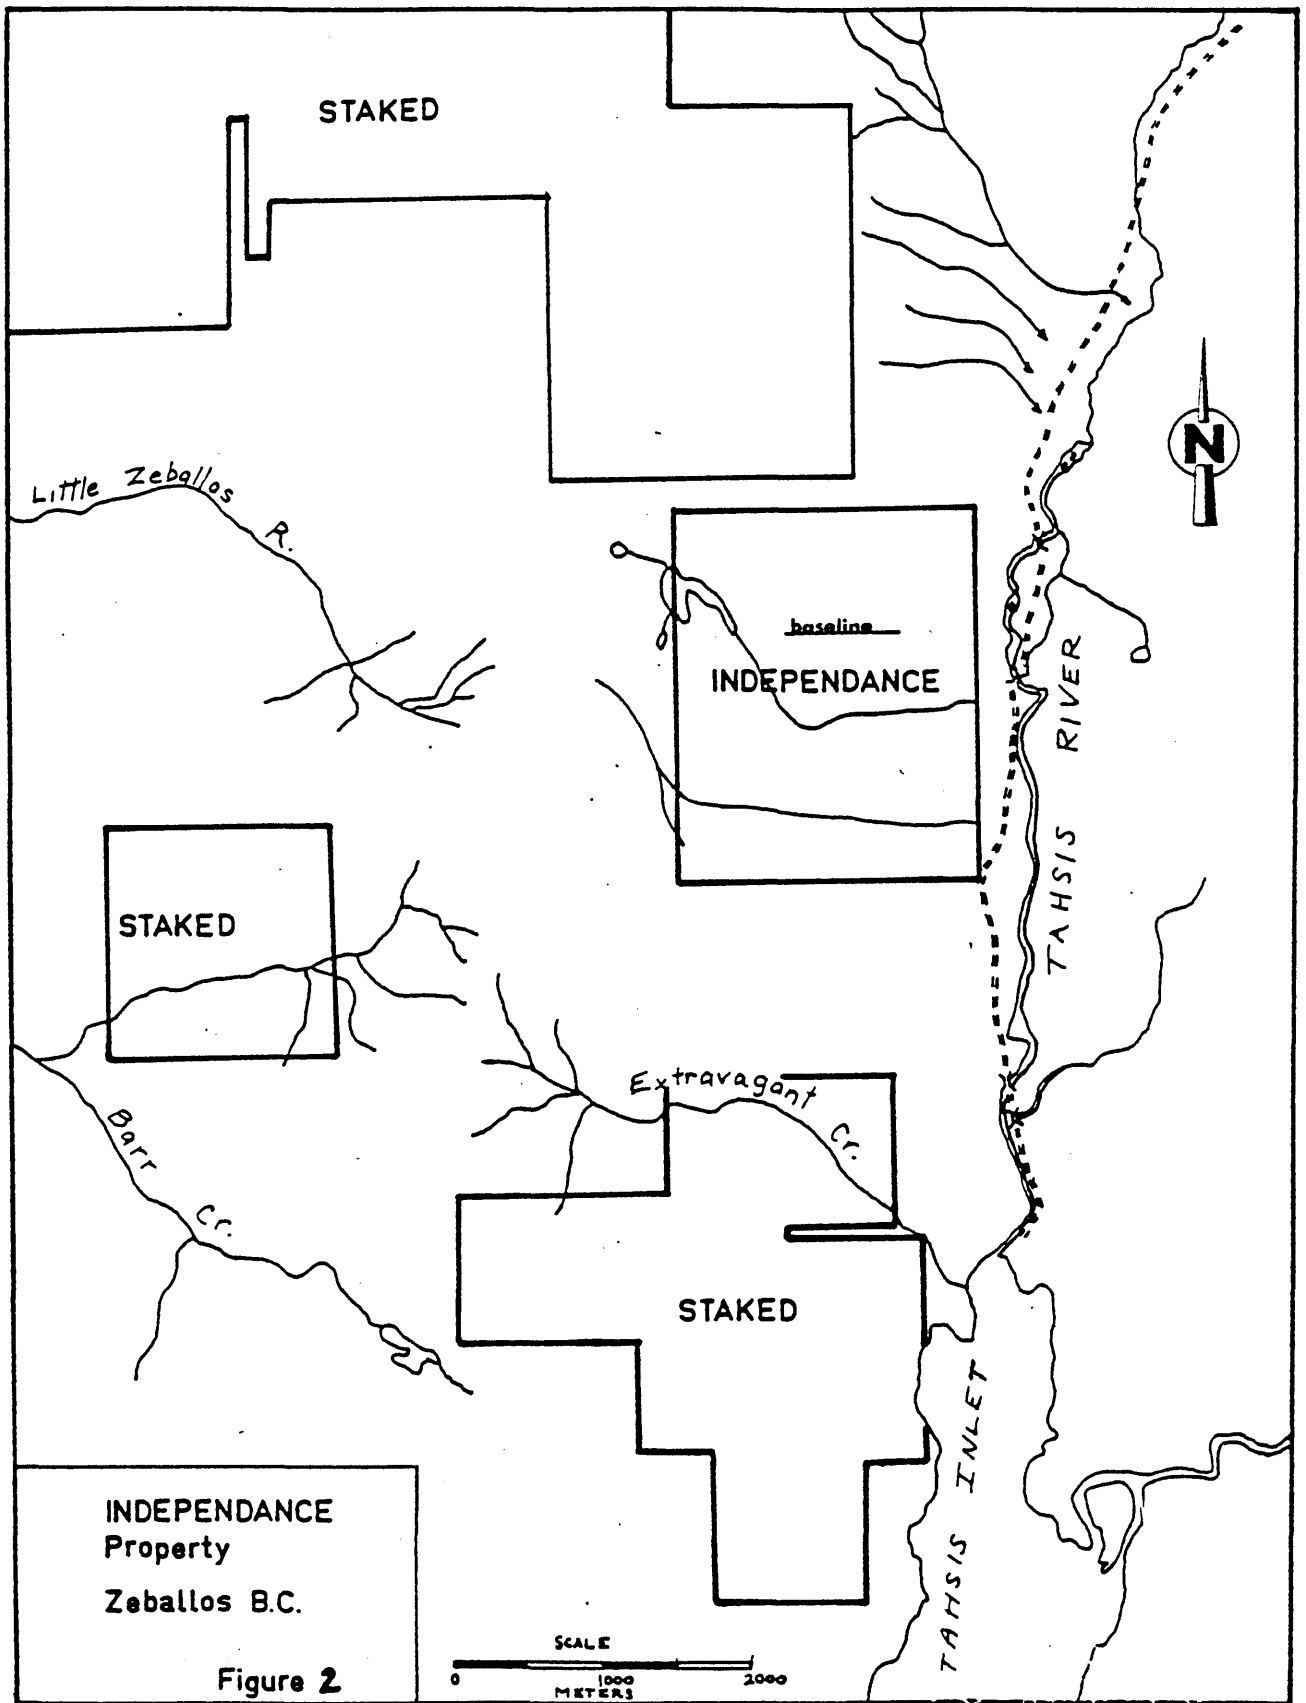 STAKED
Little Zeballos R.
N
baseline
INDEPENDANCE
TAHSIS RIVER
STAKED
Extravagant Cr.
Barr Cr.
STAKED
TAHSIS INLET
INDEPENDANCE
Property
Zeballos B.C.
Figure 2
SCALE
0 1000 2000
METERS